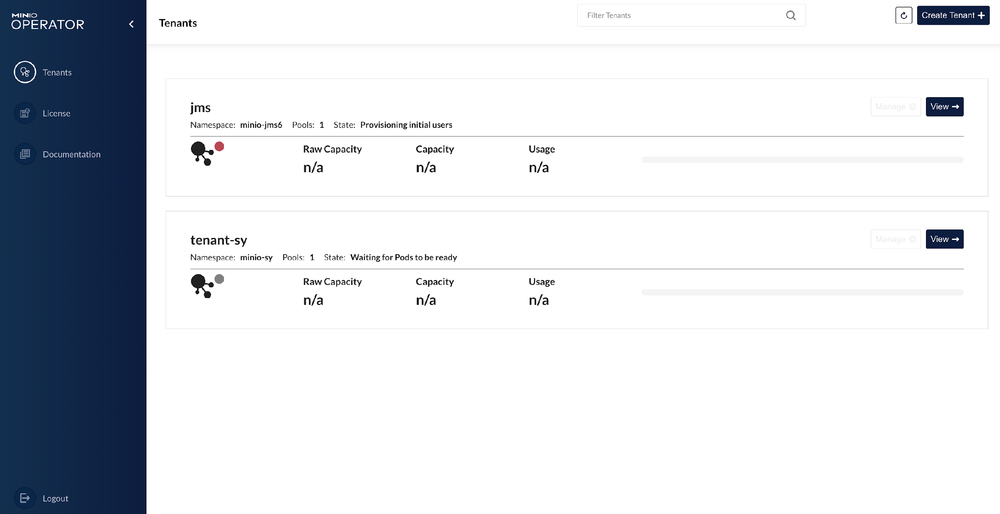 MINIO
OPERATOR
Tenants
License
Documentation
Logout
Tenants
Filter Tenants
Create Tenant
jms
Manage
View
Namespace: minio-jms6 Pools: 1 State: Provisioning initial users
Raw Capacity Capacity Usage
n/a n/a n/a
tenant-sy
Manage
View
Namespace: minio-sy Pools: 1 State: Waiting for Pods to be ready
Raw Capacity Capacity Usage
n/a n/a n/a